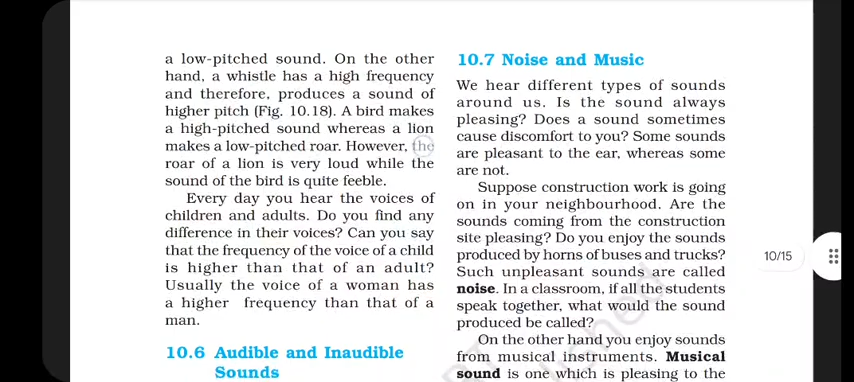 a low-pitched sound. On the other
hand, a whistle has a high frequency
and therefore, produces a sound of
higher pitch (Fig. 10.18). A bird makes
a high-pitched sound whereas a lion
makes a low-pitched roar. However, the
roar of a lion is very loud while the
sound of the bird is quite feeble.
Every day you hear the voices of
children and adults. Do you find any
difference in their voices? Can you say
that the frequency of the voice of a child
is higher than that of an adult?
Usually the voice of a woman has
a higher frequency than that of a
man.
10.6 Audible and Inaudible
Sounds
10.7 Noise and Music
We hear different types of sounds
around us. Is the sound always
pleasing? Does a sound sometimes
cause discomfort to you? Some sounds
are pleasant to the ear, whereas some
are not.
Suppose construction work is going
on in your neighbourhood. Are the
sounds coming from the construction
site pleasing? Do you enjoy the sounds
produced by horns of buses and trucks?
Such unpleasant sounds are called
noise. In a classroom, if all the students
speak together, what would the sound
produced be called?
On the other hand you enjoy sounds
from musical instruments. Musical
sound is one which is pleasing to the
10/15